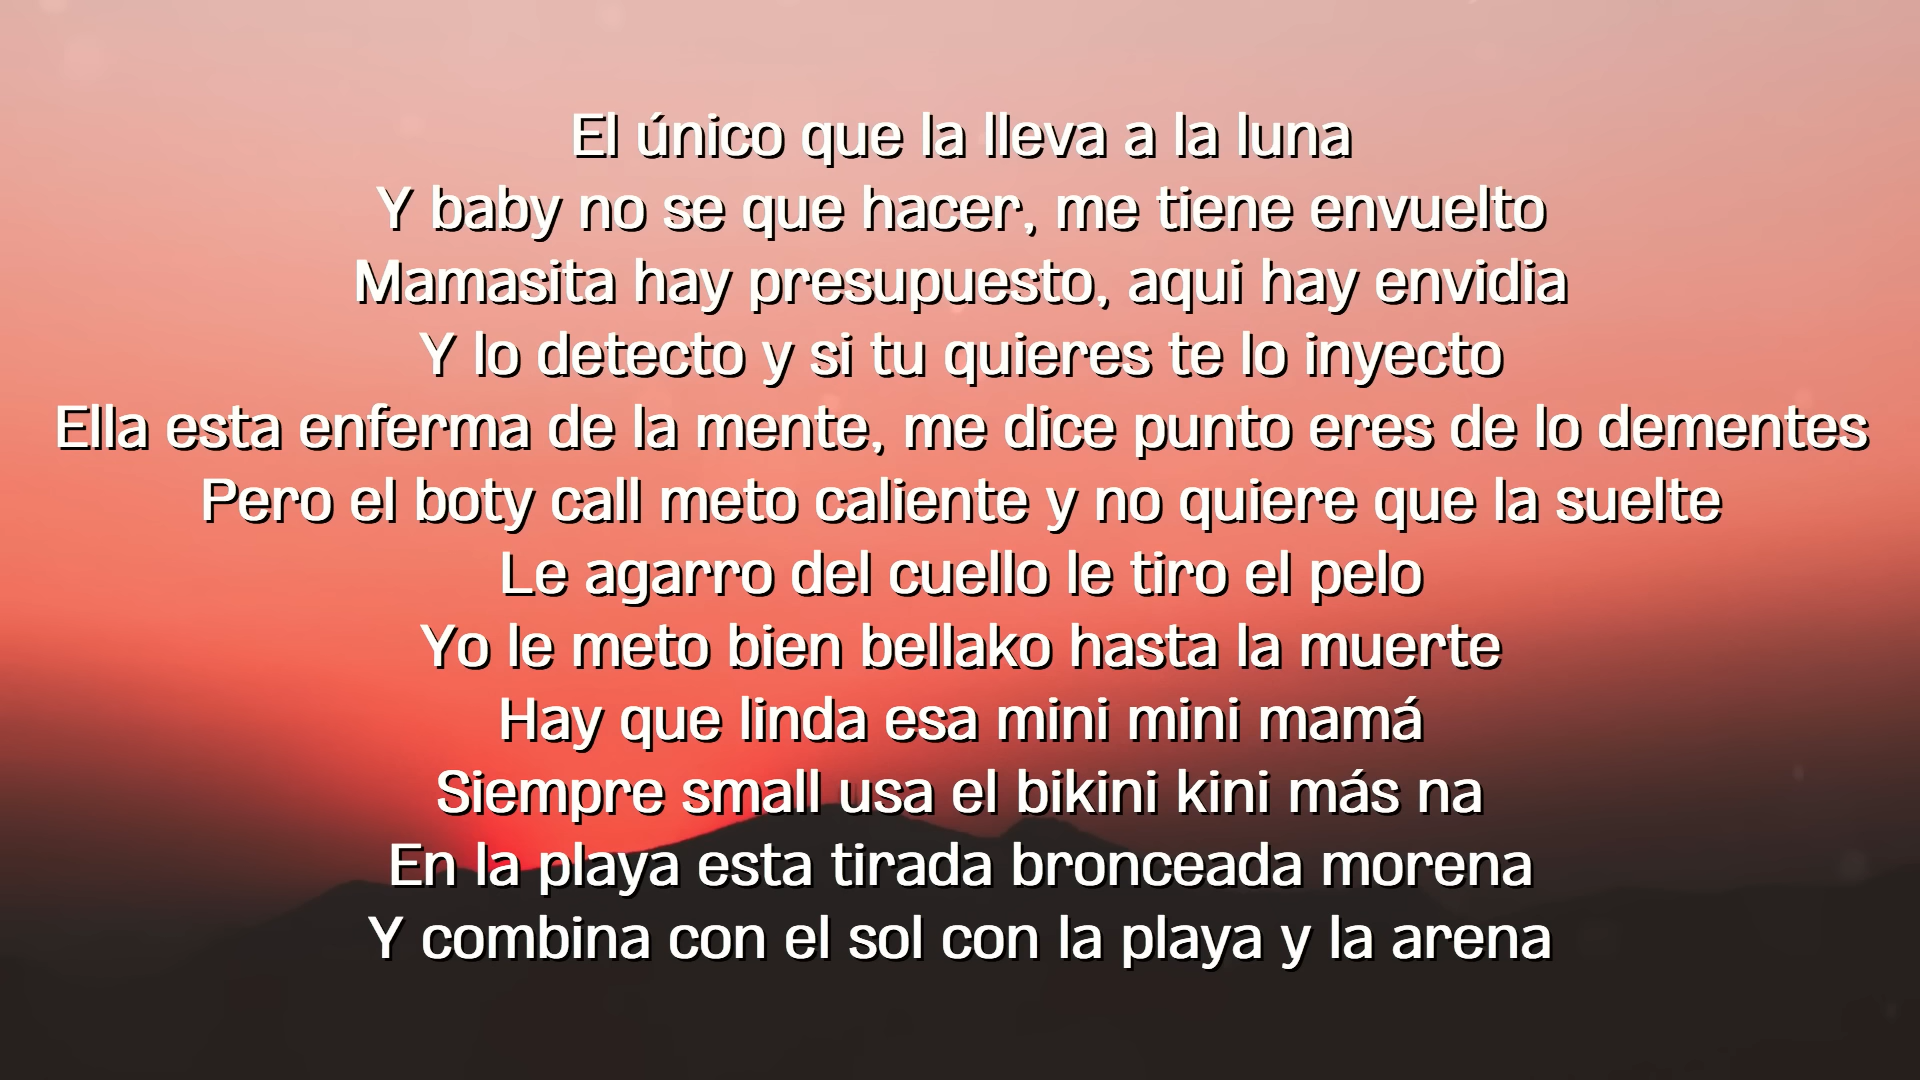 El único que la lleva a la luna
Y baby no se que hacer, me tiene envuelto
Mamasita hay presupuesto, aqui hay envidia
Y lo detecto y si tu quieres te lo inyecto
Ella esta enferma de la mente, me dice punto eres de lo dementes
Pero el boty call meto caliente y no quiere que la suelte
Le agarro del cuello le tiro el pelo
Yo le meto bien bellako hasta la muerte
Hay que linda esa mini mini mamá
Siempre small usa el bikini kini más na
En la playa esta tirada bronceada morena
Y combina con el sol con la playa y la arena